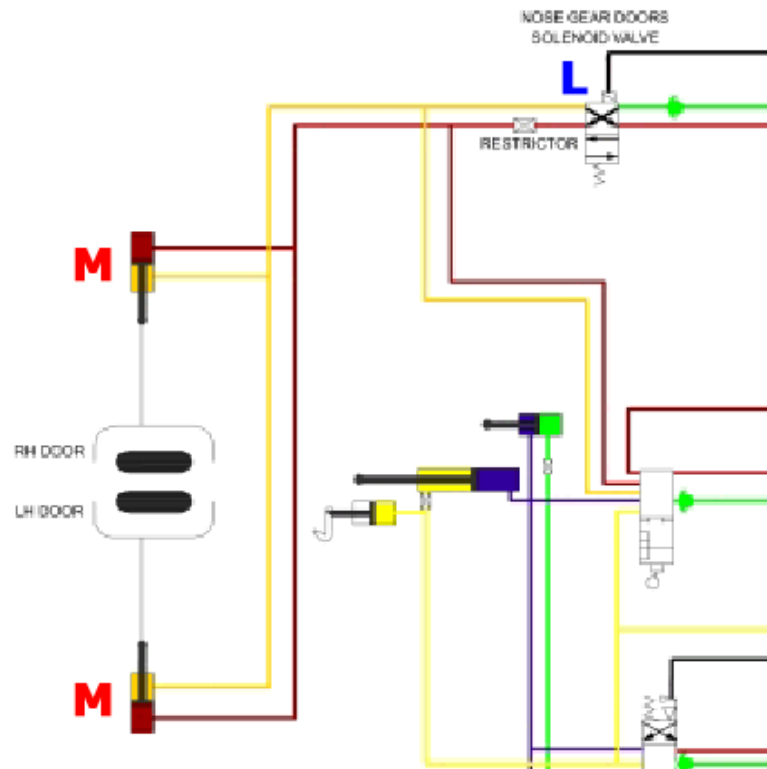 NOSE GEAR DOORS
SOLENOID VALVE
L
RESTRICTOR
M
RH DOOR
LH DOOR
M